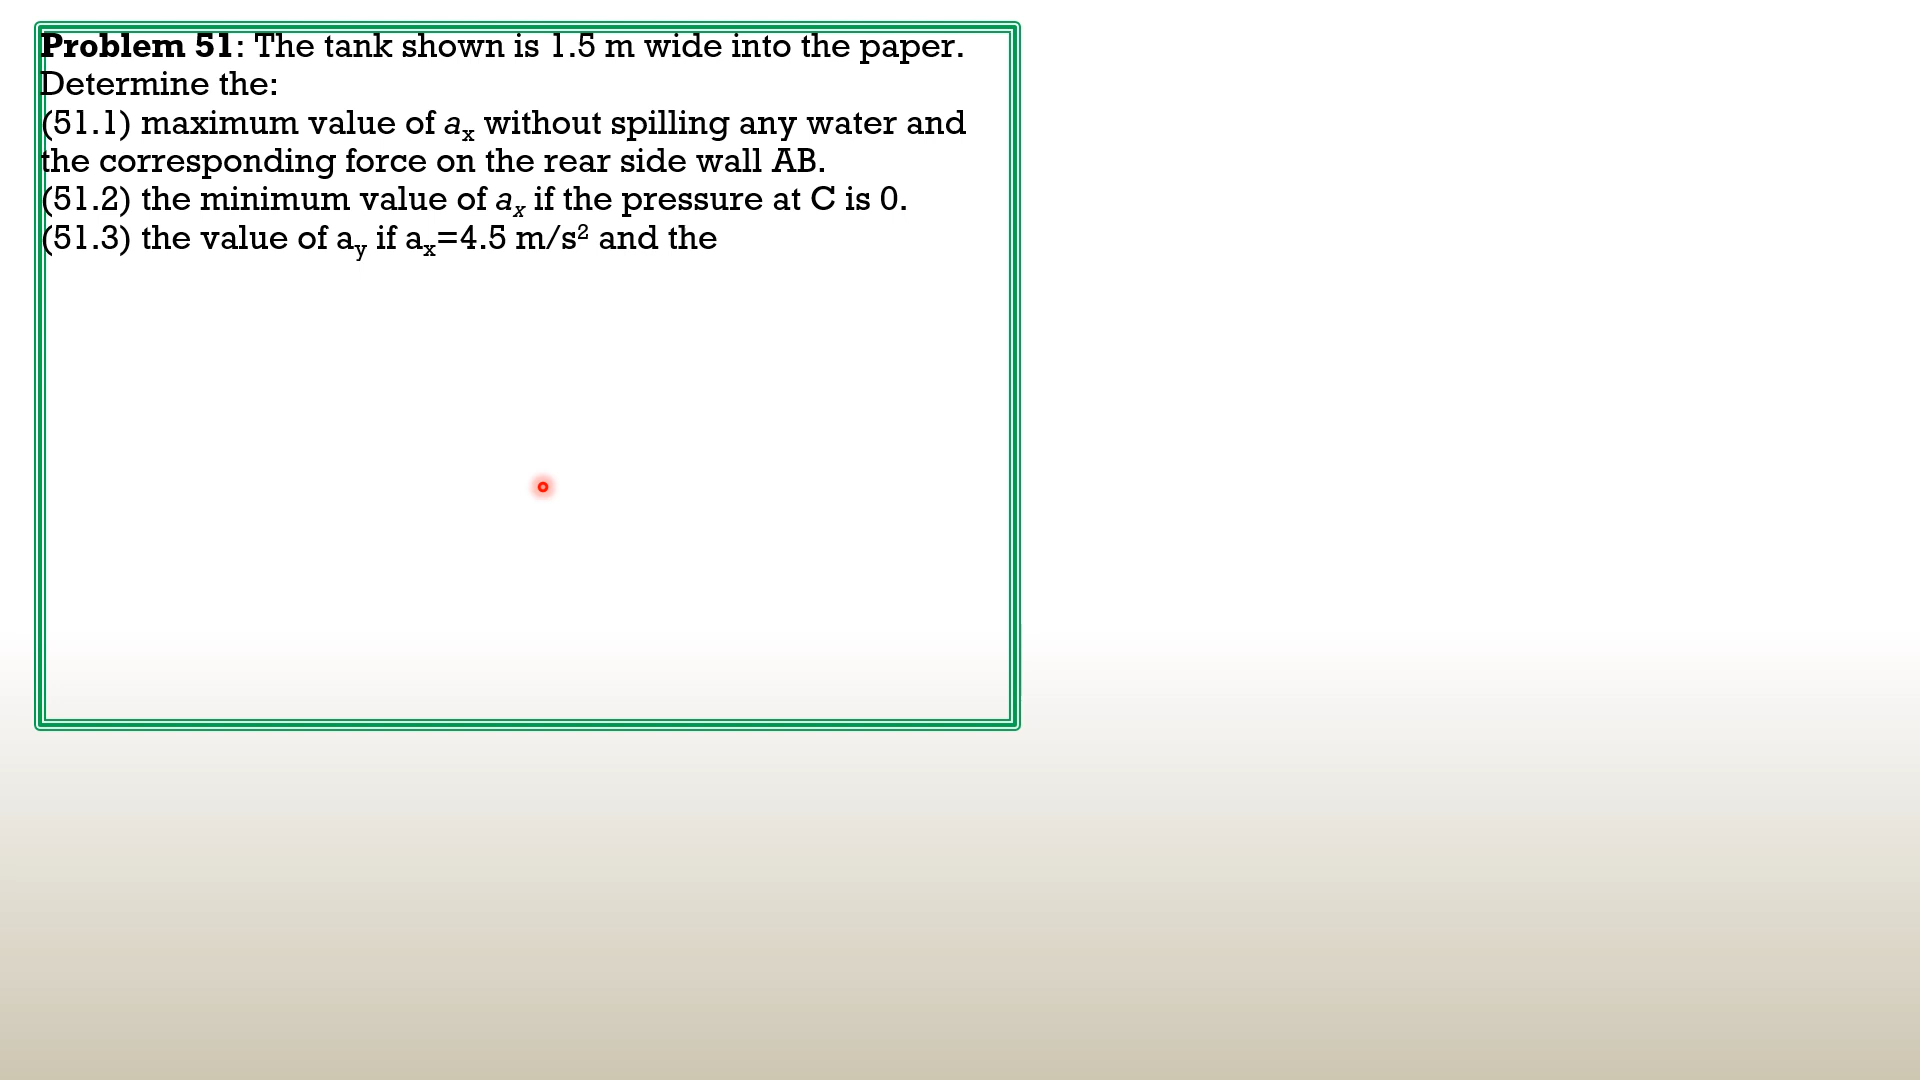 Problem 51: The tank shown is 1.5 m wide into the paper.
Determine the:
(51.1) maximum value of aₓ without spilling any water and
the corresponding force on the rear side wall AB.
(51.2) the minimum value of aₓ if the pressure at C is 0.
(51.3) the value of a_y if aₓ=4.5 m/s² and the